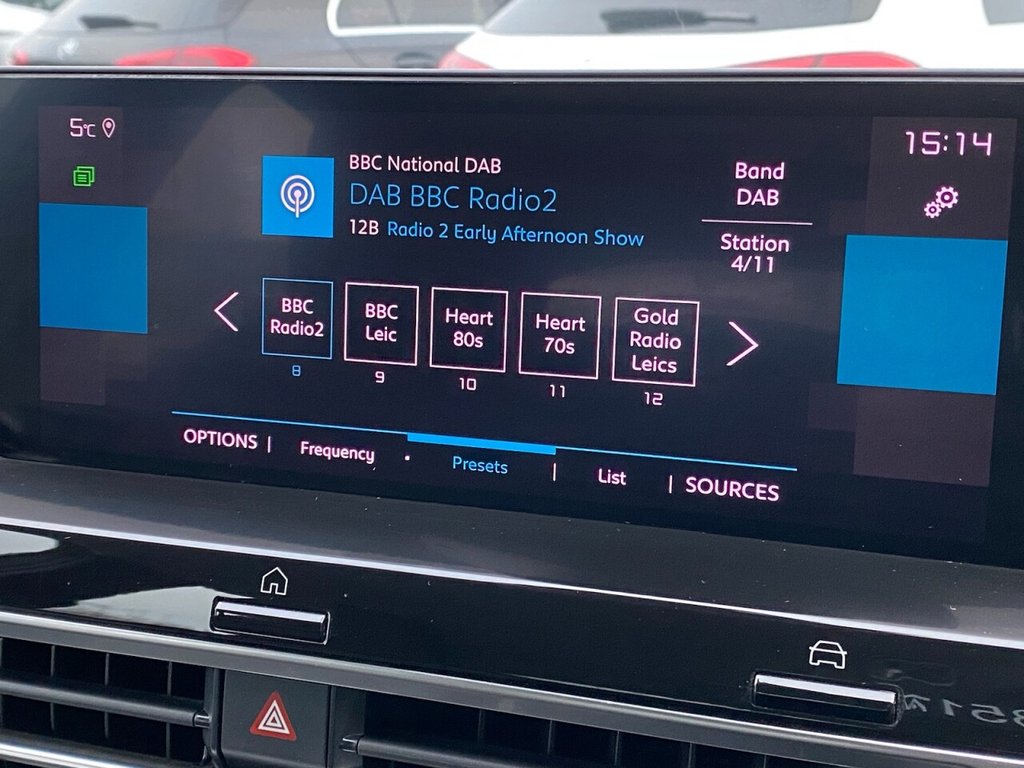 5°C
15:14
BBC National DAB
DAB BBC Radio2
12B Radio 2 Early Afternoon Show
Band
DAB
Station
4/11
BBC
Radio2
8
BBC
Leic
9
Heart
80s
10
Heart
70s
11
Gold
Radio
Leics
12
OPTIONS | Frequency . Presets | List | SOURCES